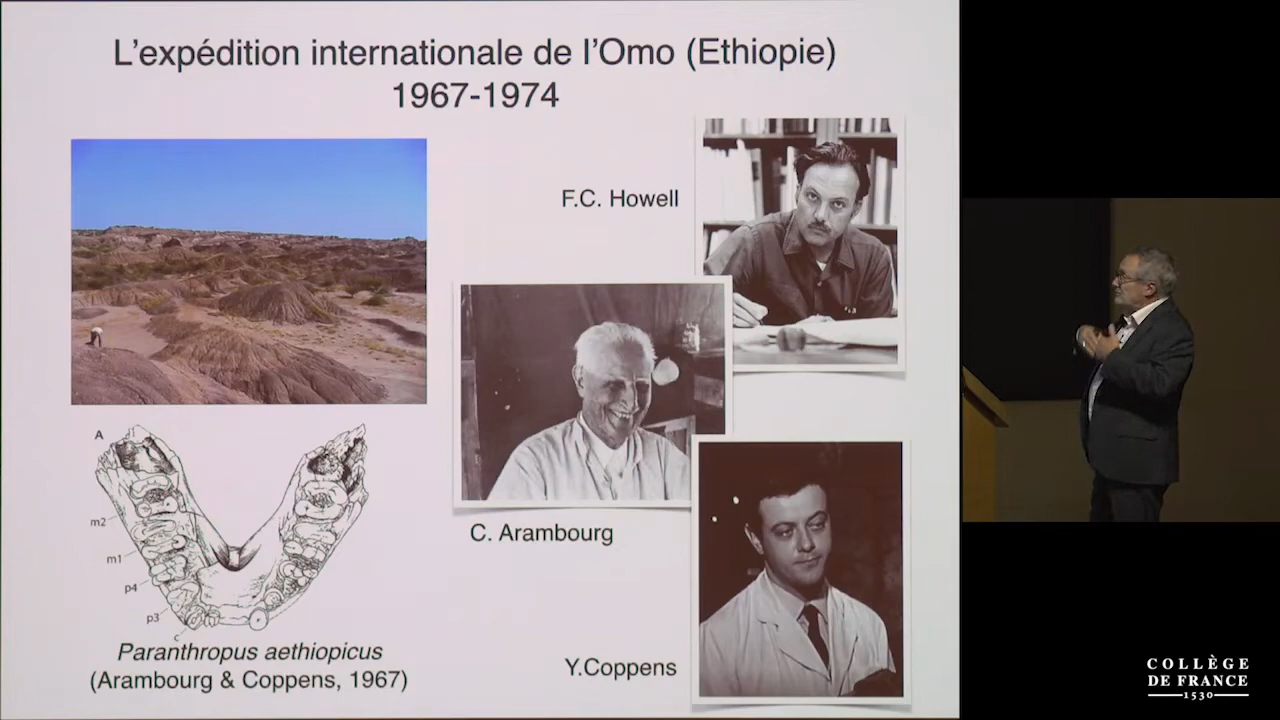 L'expédition internationale de l'Omo (Ethiopie)
1967-1974
F.C. Howell
C. Arambourg
Y.Coppens
A
m2
m1
p4
p3
c
Paranthropus aethiopicus
(Arambourg & Coppens, 1967)
COLLÈGE
DE FRANCE
1530